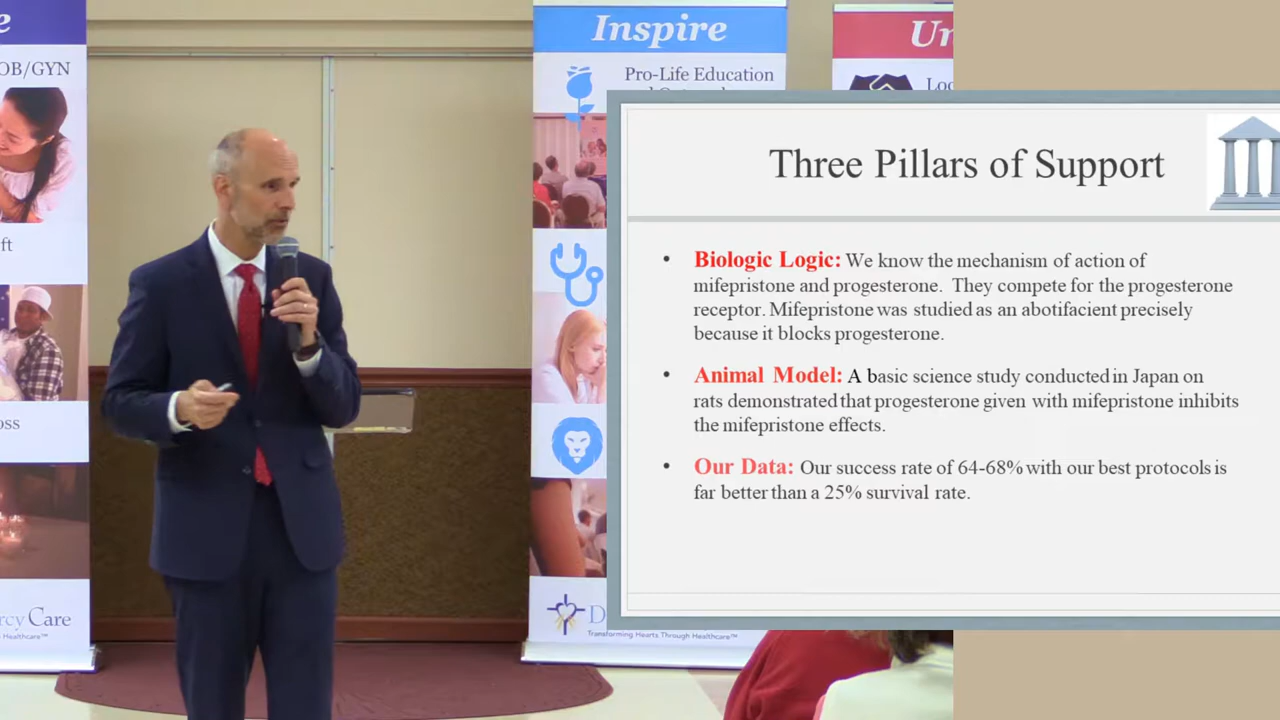 e
OB/GYN
ft
oss
rcy Care
Healthcare™
Inspire
Pro-Life Education
Un
Loc
D
Transforming Hearts Through Healthcare™
Three Pillars of Support
• Biologic Logic: We know the mechanism of action of
mifepristone and progesterone. They compete for the progesterone
receptor. Mifepristone was studied as an abotifacient precisely
because it blocks progesterone.
• Animal Model: A basic science study conducted in Japan on
rats demonstrated that progesterone given with mifepristone inhibits
the mifepristone effects.
• Our Data: Our success rate of 64-68% with our best protocols is
far better than a 25% survival rate.